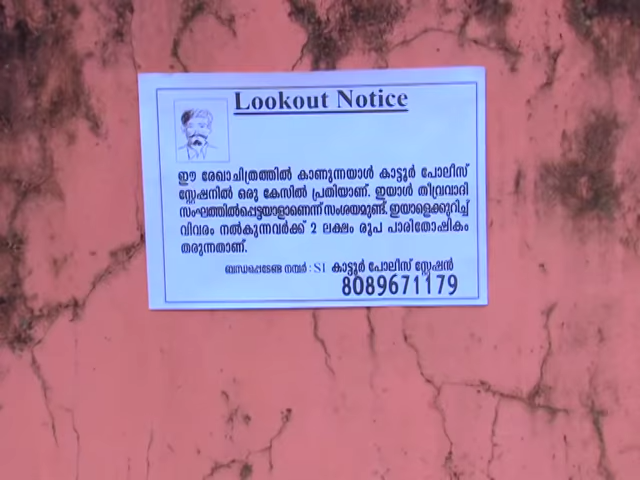 Lookout Notice
ഈ രേഖാചിത്രത്തിൽ കാണുന്നയാൾ കാട്ടൂർ പോലീസ്
സ്റ്റേഷനിൽ ഒരു കേസിൽ പ്രതിയാണ്. ഇയാൾ തീവ്രവാദി
സംഘത്തിൽപ്പെട്ടയാളാണെന്ന് സംശയമുണ്ട്. ഇയാളെക്കുറിച്ച്
വിവരം നൽകുന്നവർക്ക് 2 ലക്ഷം രൂപ പാരിതോഷികം
തരുന്നതാണ്.
ബന്ധപ്പെടേണ്ട നമ്പർ : SI കാട്ടൂർ പോലീസ് സ്റ്റേഷൻ
8089671179